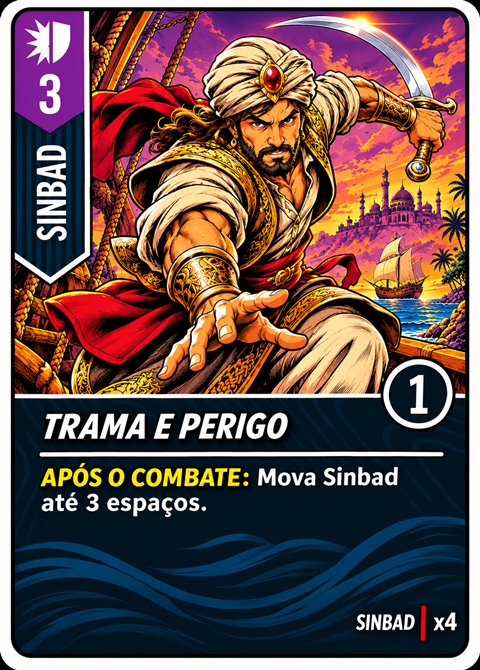 3
SINBAD
1
TRAMA E PERIGO
APÓS O COMBATE: Mova Sinbad
até 3 espaços.
SINBAD | x4